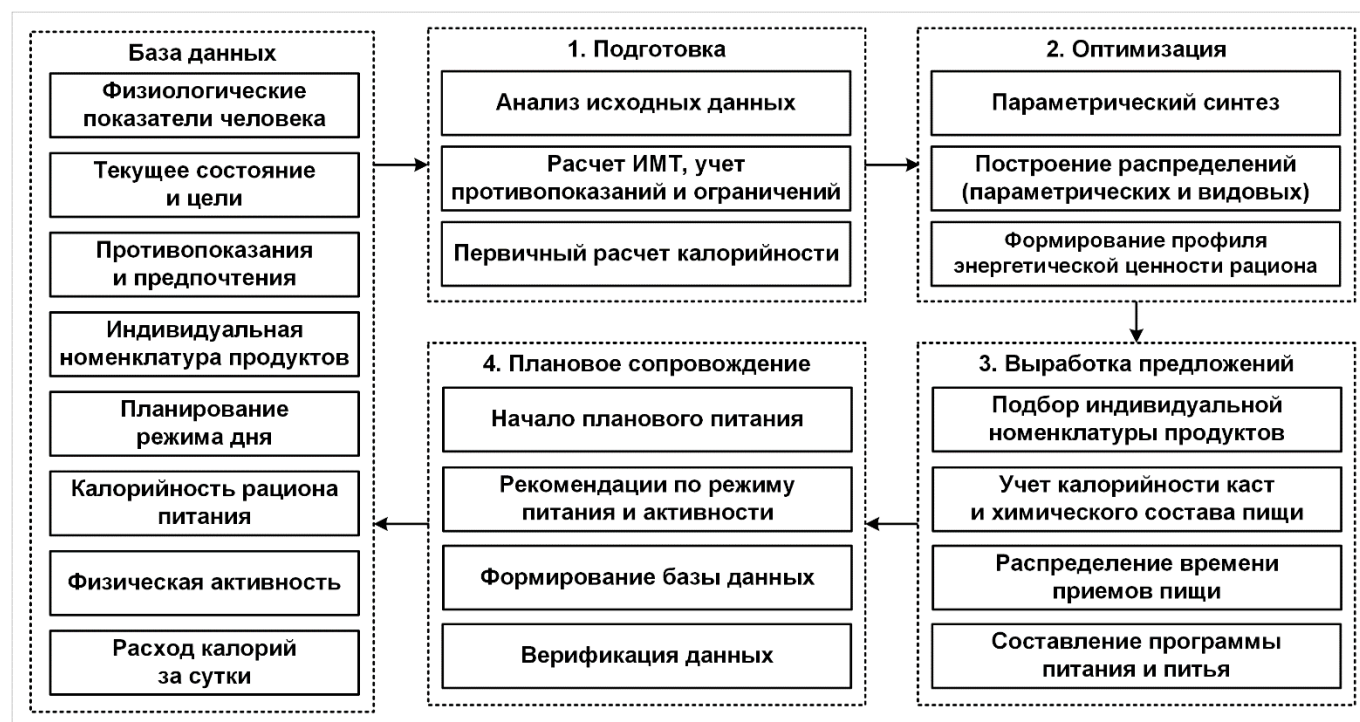 База данных
Физиологические
показатели человека
Текущее состояние
и цели
Противопоказания
и предпочтения
Индивидуальная
номенклатура продуктов
Планирование
режима дня
Калорийность рациона
питания
Физическая активность
Расход калорий
за сутки
1. Подготовка
Анализ исходных данных
Расчет ИМТ, учет
противопоказаний и ограничений
Первичный расчет калорийности
2. Оптимизация
Параметрический синтез
Построение распределений
(параметрических и видовых)
Формирование профиля
энергетической ценности рациона
3. Выработка предложений
Подбор индивидуальной
номенклатуры продуктов
Учет калорийности каст
и химического состава пищи
Распределение времени
приемов пищи
Составление программы
питания и питья
4. Плановое сопровождение
Начало планового питания
Рекомендации по режиму
питания и активности
Формирование базы данных
Верификация данных